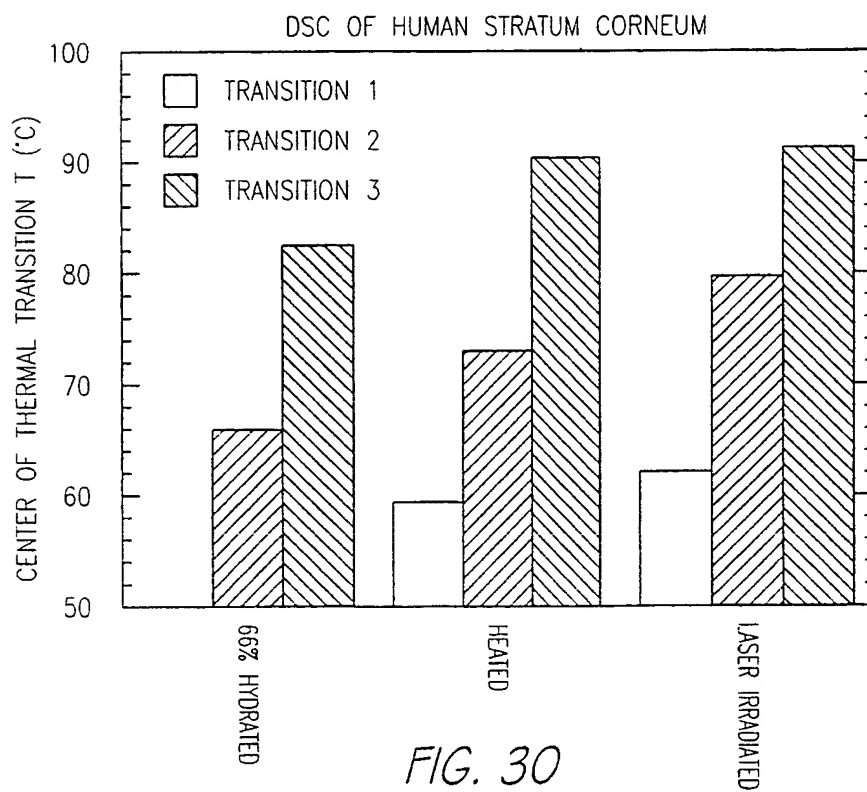 DSC OF HUMAN STRATUM CORNEUM
CENTER OF THERMAL TRANSITION T (°C)
100
90
80
70
60
50
TRANSITION 1
TRANSITION 2
TRANSITION 3
66% HYDRATED
HEATED
LASER IRRADIATED
FIG. 30